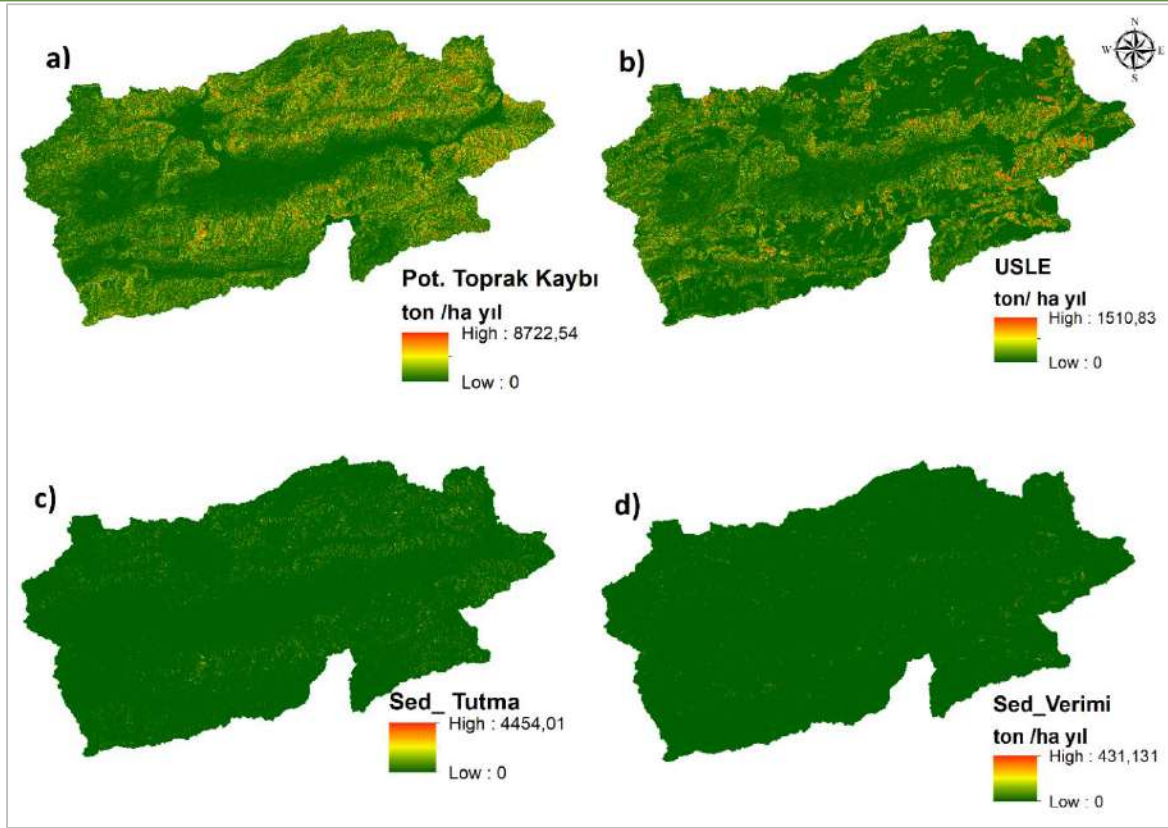 a)
b)
N
W E
S
Pot. Toprak Kaybı
ton /ha yıl
High : 8722,54
Low : 0
USLE
ton/ ha yıl
High : 1510,83
Low : 0
c)
d)
Sed_ Tutma
High : 4454,01
Low : 0
Sed_Verimi
ton /ha yıl
High : 431,131
Low : 0